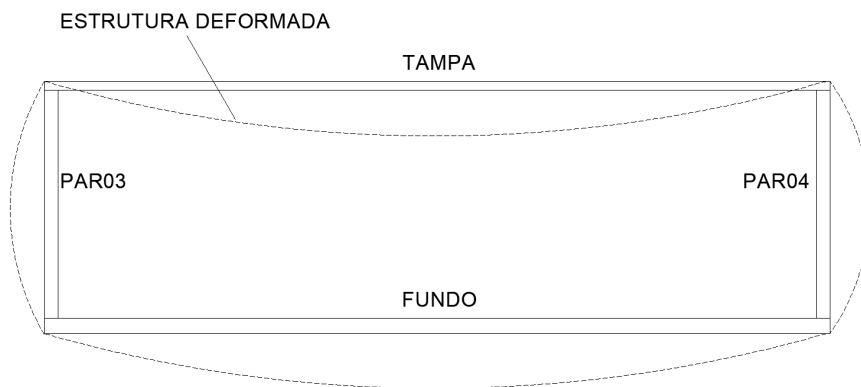 ESTRUTURA DEFORMADA
TAMPA
PAR03
PAR04
FUNDO